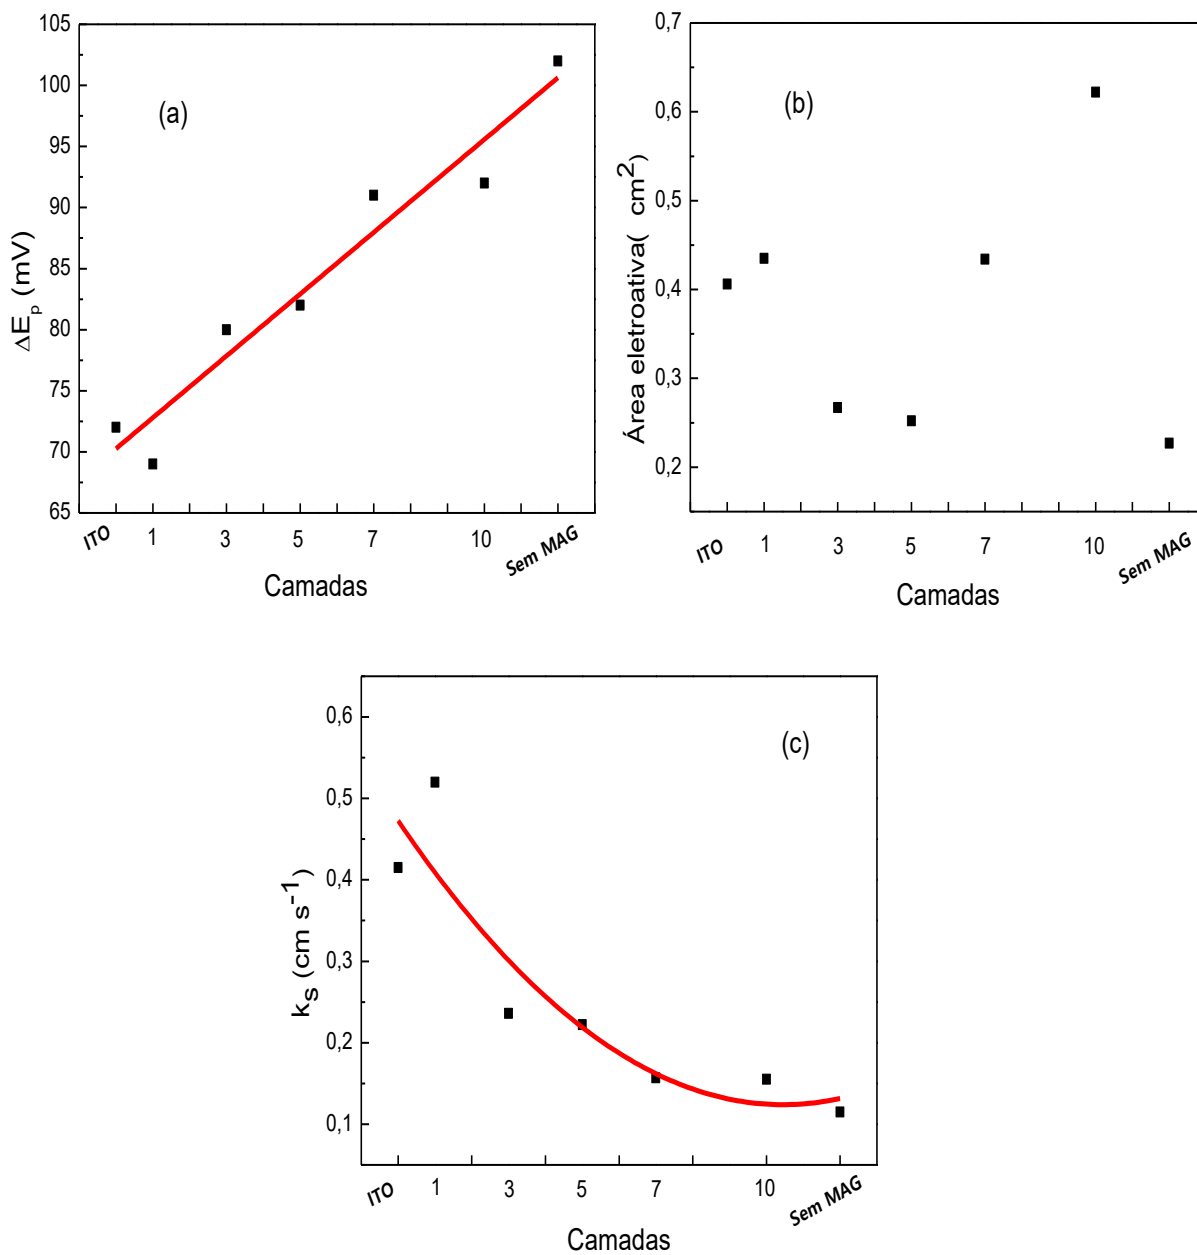 (a)
ΔEp (mV)
105
100
95
90
85
80
75
70
65
ITO 1 3 5 7 10 Sem MAG
Camadas
(b)
Área eletroativa( cm2)
0,7
0,6
0,5
0,4
0,3
0,2
ITO 1 3 5 7 10 Sem MAG
Camadas
(c)
ks (cm s-1)
0,6
0,5
0,4
0,3
0,2
0,1
ITO 1 3 5 7 10 Sem MAG
Camadas